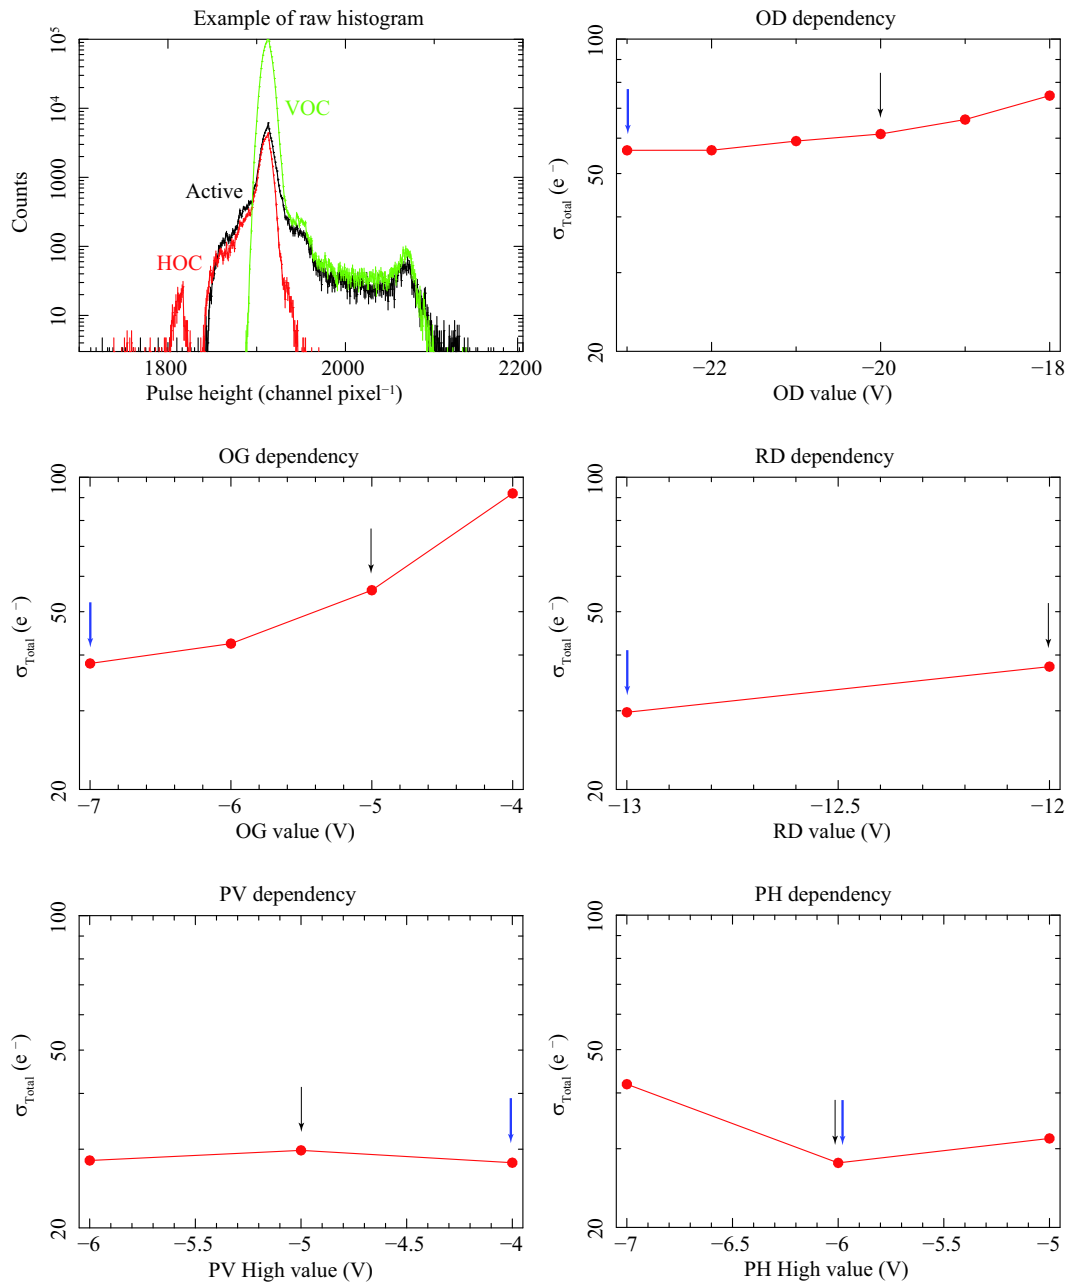 Example of raw histogram
10⁵
10⁴
1000
100
10
Counts
VOC
Active
HOC
1800
2000
2200
Pulse height (channel pixel⁻¹)
OD dependency
100
50
20
σTotal (e⁻)
−22
−20
−18
OD value (V)
OG dependency
100
50
20
σTotal (e⁻)
−7
−6
−5
−4
OG value (V)
RD dependency
100
50
20
σTotal (e⁻)
−13
−12.5
−12
RD value (V)
PV dependency
100
50
20
σTotal (e⁻)
−6
−5.5
−5
−4.5
−4
PV High value (V)
PH dependency
100
50
20
σTotal (e⁻)
−7
−6.5
−6
−5.5
−5
PH High value (V)